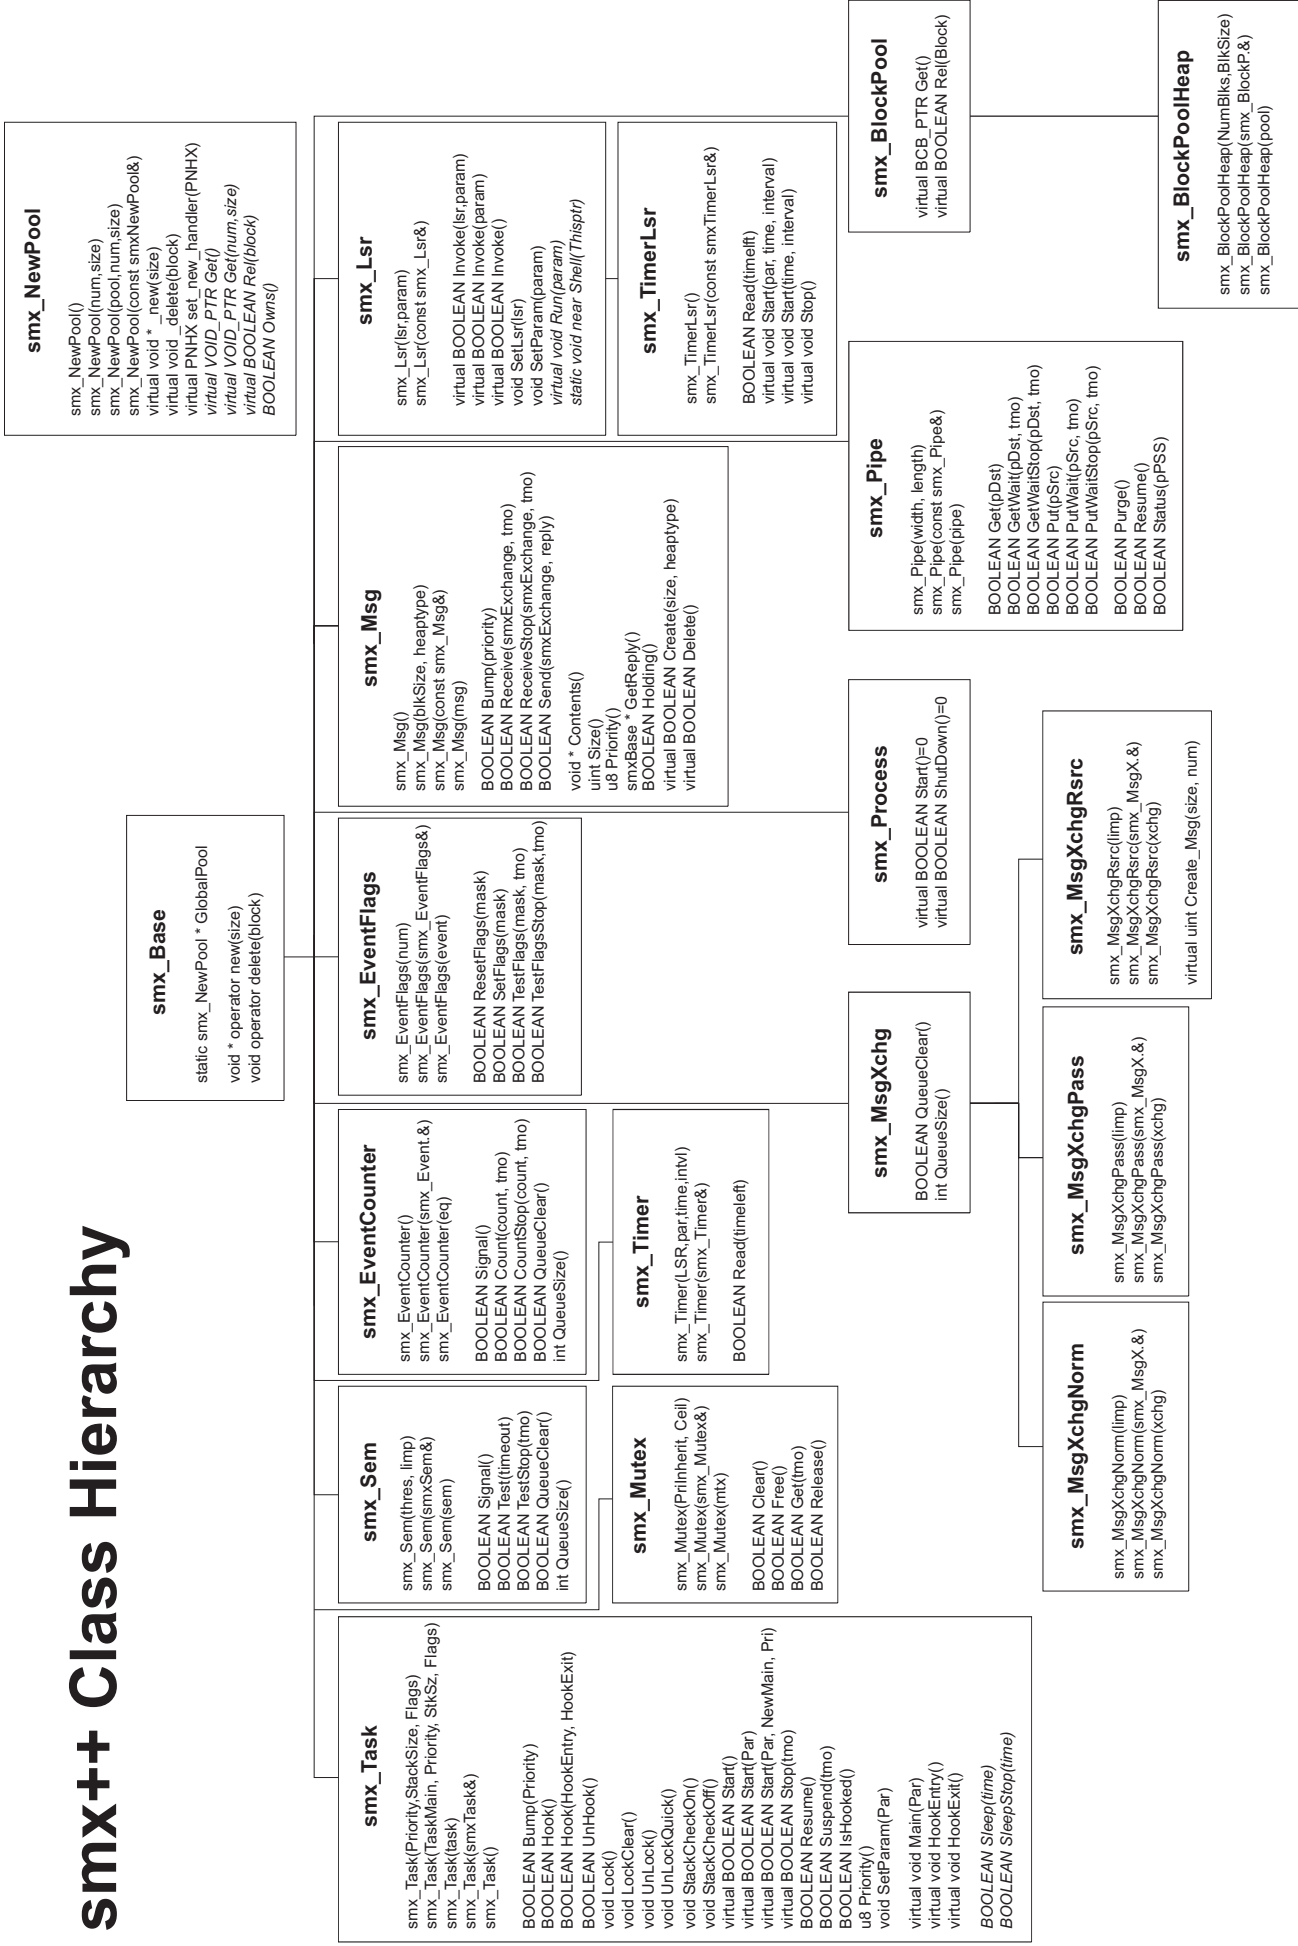 smx++ Class Hierarchy
smx_Base
static smx_NewPool * GlobalPool
void * operator new(size)
void operator delete(block)
smx_NewPool
smx_NewPool()
smx_NewPool(num,size)
smx_NewPool(pool,num,size)
smx_NewPool(const smxNewPool&)
virtual void * _new(size)
virtual void _delete(block)
virtual PNHX set_new_handler(PNHX)
virtual VOID_PTR Get()
virtual VOID_PTR Get(num,size)
virtual BOOLEAN Rel(block)
BOOLEAN Owns()
smx_Task
smx_Task(Priority,StackSize, Flags)
smx_Task(TaskMain, Priority, StkSz, Flags)
smx_Task(task)
smx_Task(smxTask&)
smx_Task()
BOOLEAN Bump(Priority)
BOOLEAN Hook()
BOOLEAN Hook(HookEntry, HookExit)
BOOLEAN UnHook()
void Lock()
void LockClear()
void UnLock()
void UnLockQuick()
void StackCheckOn()
void StackCheckOff()
virtual BOOLEAN Start()
virtual BOOLEAN Start(Par)
virtual BOOLEAN Start(Par, NewMain, Pri)
virtual BOOLEAN Stop(tmo)
BOOLEAN Resume()
BOOLEAN Suspend(tmo)
BOOLEAN IsHooked()
u8 Priority()
void SetParam(Par)
virtual void Main(Par)
virtual void HookEntry()
virtual void HookExit()
BOOLEAN Sleep(time)
BOOLEAN SleepStop(time)
smx_Sem
smx_Sem(thres, limp)
smx_Sem(smxSem&)
smx_Sem(sem)
BOOLEAN Signal()
BOOLEAN Test(timeout)
BOOLEAN TestStop(tmo)
BOOLEAN QueueClear()
int QueueSize()
smx_EventCounter
smx_EventCounter()
smx_EventCounter(smx_Event.&)
smx_EventCounter(eq)
BOOLEAN Signal()
BOOLEAN Count(count, tmo)
BOOLEAN CountStop(count, tmo)
BOOLEAN QueueClear()
int QueueSize()
smx_EventFlags
smx_EventFlags(num)
smx_EventFlags(smx_EventFlags&)
smx_EventFlags(event)
BOOLEAN ResetFlags(mask)
BOOLEAN SetFlags(mask)
BOOLEAN TestFlags(mask, tmo)
BOOLEAN TestFlagsStop(mask,tmo)
smx_Msg
smx_Msg()
smx_Msg(blkSize, heaptype)
smx_Msg(const smx_Msg&)
smx_Msg(msg)
BOOLEAN Bump(priority)
BOOLEAN Receive(smxExchange, tmo)
BOOLEAN ReceiveStop(smxExchange, tmo)
BOOLEAN Send(smxExchange, reply)
void * Contents()
uint Size()
u8 Priority()
smxBase * GetReply()
BOOLEAN Holding()
virtual BOOLEAN Create(size, heaptype)
virtual BOOLEAN Delete()
smx_Lsr
smx_Lsr(lsr,param)
smx_Lsr(const smx_Lsr&)
virtual BOOLEAN Invoke(lsr,param)
virtual BOOLEAN Invoke(param)
virtual BOOLEAN Invoke()
void SetLsr(lsr)
void SetParam(param)
virtual void Run(param)
static void near Shell(Thisptr)
smx_Mutex
smx_Mutex(PriInherit, Ceil)
smx_Mutex(smx_Mutex&)
smx_Mutex(mtx)
BOOLEAN Clear()
BOOLEAN Free()
BOOLEAN Get(tmo)
BOOLEAN Release()
smx_Timer
smx_Timer(LSR,par,time,intvl)
smx_Timer(smx_Timer&)
BOOLEAN Read(timeleft)
smx_TimerLsr
smx_TimerLsr()
smx_TimerLsr(const smxTimerLsr&)
BOOLEAN Read(timelft)
virtual void Start(par, time, interval)
virtual void Start(time, interval)
virtual void Stop()
smx_MsgXchg
BOOLEAN QueueClear()
int QueueSize()
smx_Process
virtual BOOLEAN Start()=0
virtual BOOLEAN ShutDown()=0
smx_Pipe
smx_Pipe(width, length)
smx_Pipe(const smx_Pipe&)
smx_Pipe(pipe)
BOOLEAN Get(pDst)
BOOLEAN GetWait(pDst, tmo)
BOOLEAN GetWaitStop(pDst, tmo)
BOOLEAN Put(pSrc)
BOOLEAN PutWait(pSrc, tmo)
BOOLEAN PutWaitStop(pSrc, tmo)
BOOLEAN Purge()
BOOLEAN Resume()
BOOLEAN Status(pPSS)
smx_BlockPool
virtual BCB_PTR Get()
virtual BOOLEAN Rel(Block)
smx_MsgXchgNorm
smx_MsgXchgNorm(limp)
smx_MsgXchgNorm(smx_MsgX.&)
smx_MsgXchgNorm(xchg)
smx_MsgXchgPass
smx_MsgXchgPass(limp)
smx_MsgXchgPass(smx_MsgX.&)
smx_MsgXchgPass(xchg)
smx_MsgXchgRsrc
smx_MsgXchgRsrc(limp)
smx_MsgXchgRsrc(smx_MsgX.&)
smx_MsgXchgRsrc(xchg)
virtual uint Create_Msg(size, num)
smx_BlockPoolHeap
smx_BlockPoolHeap(NumBlks,BlkSize)
smx_BlockPoolHeap(smx_BlockP.&)
smx_BlockPoolHeap(pool)